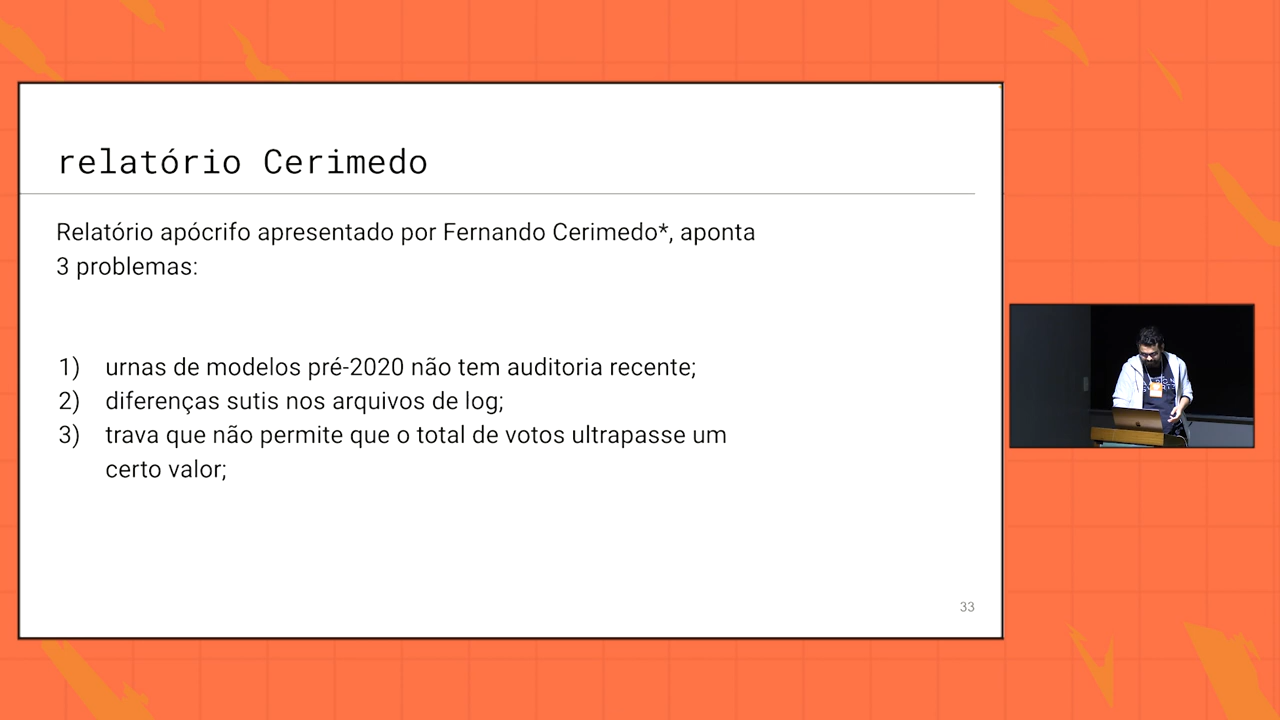 relatório Cerimedo
Relatório apócrifo apresentado por Fernando Cerimedo*, aponta
3 problemas:
1) urnas de modelos pré-2020 não tem auditoria recente;
2) diferenças sutis nos arquivos de log;
3) trava que não permite que o total de votos ultrapasse um
certo valor;
33